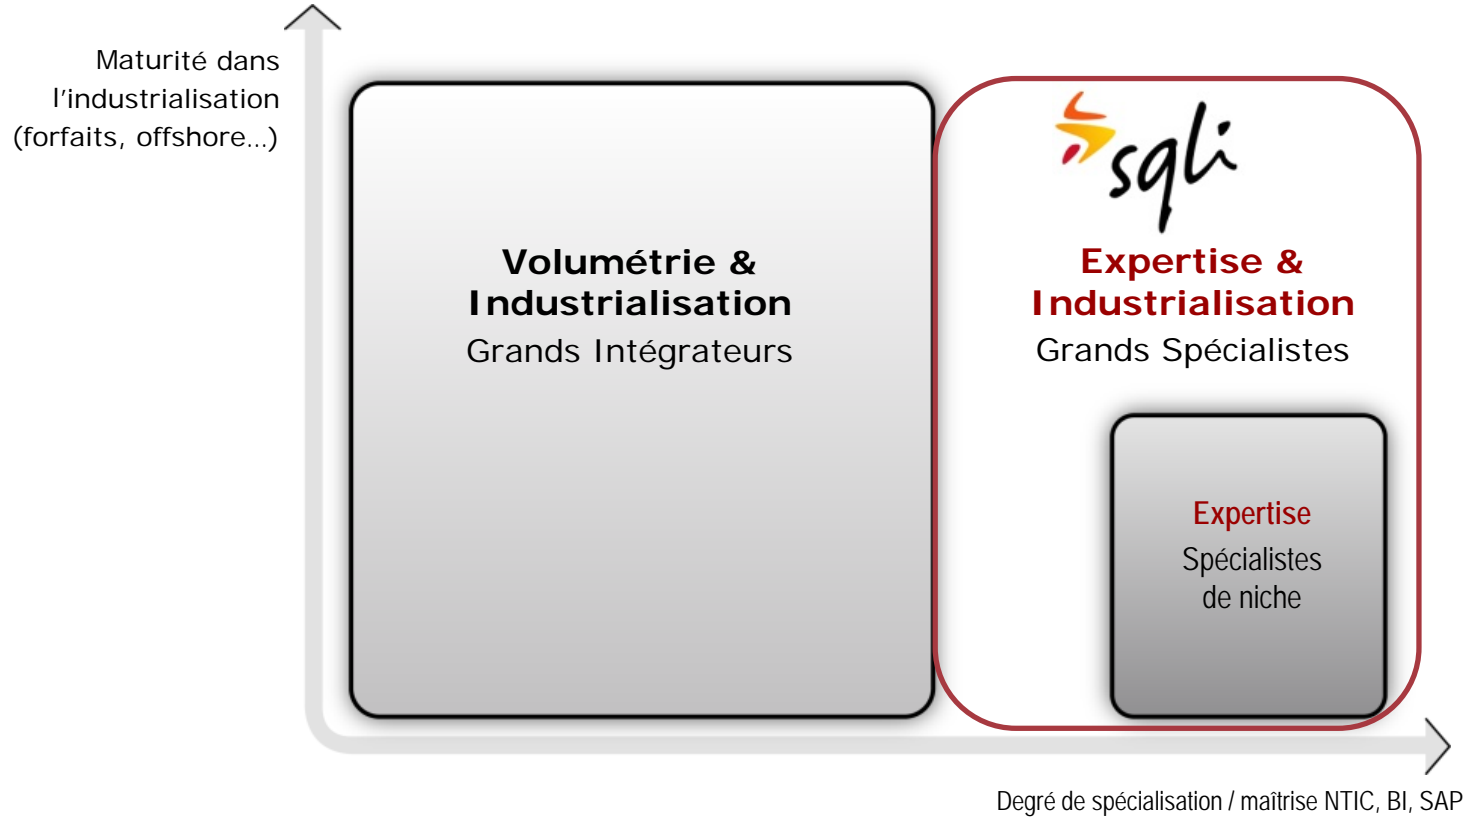 Maturité dans
l'industrialisation
(forfaits, offshore...)
sqli
Volumétrie &
Industrialisation
Grands Intégrateurs
Expertise &
Industrialisation
Grands Spécialistes
Expertise
Spécialistes
de niche
Degré de spécialisation / maîtrise NTIC, BI, SAP